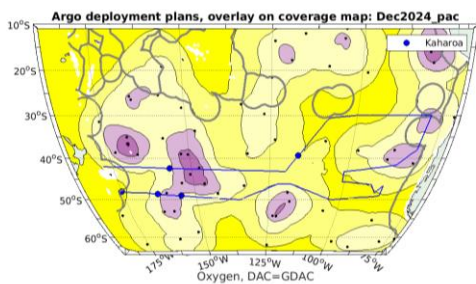 Argo deployment plans, overlay on coverage map: Dec2024_pac
Kaharoa
10°S
20°S
30°S
40°S
50°S
60°S
175°W
150°W
125°W
100°W
75°W
Oxygen, DAC=GDAC